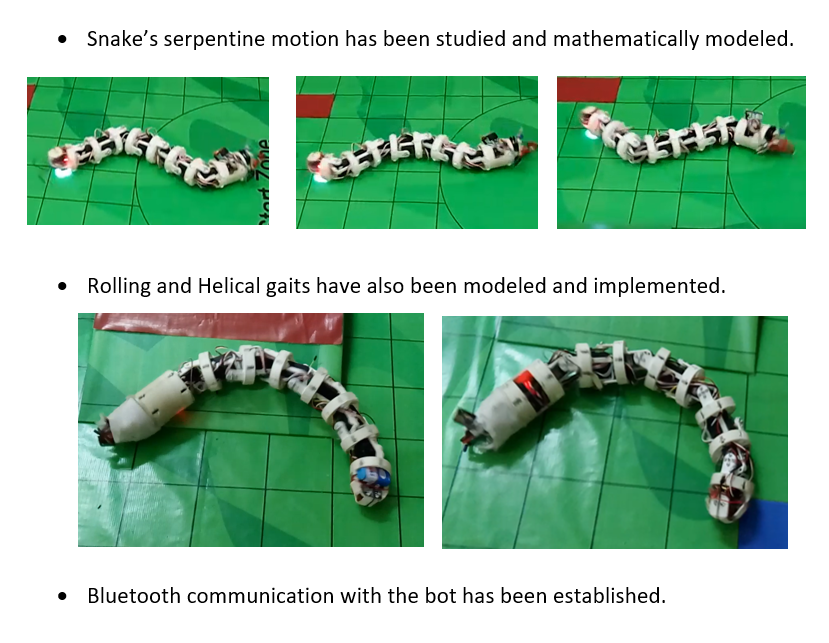 • Snake’s serpentine motion has been studied and mathematically modeled.
Start Zone
• Rolling and Helical gaits have also been modeled and implemented.
• Bluetooth communication with the bot has been established.